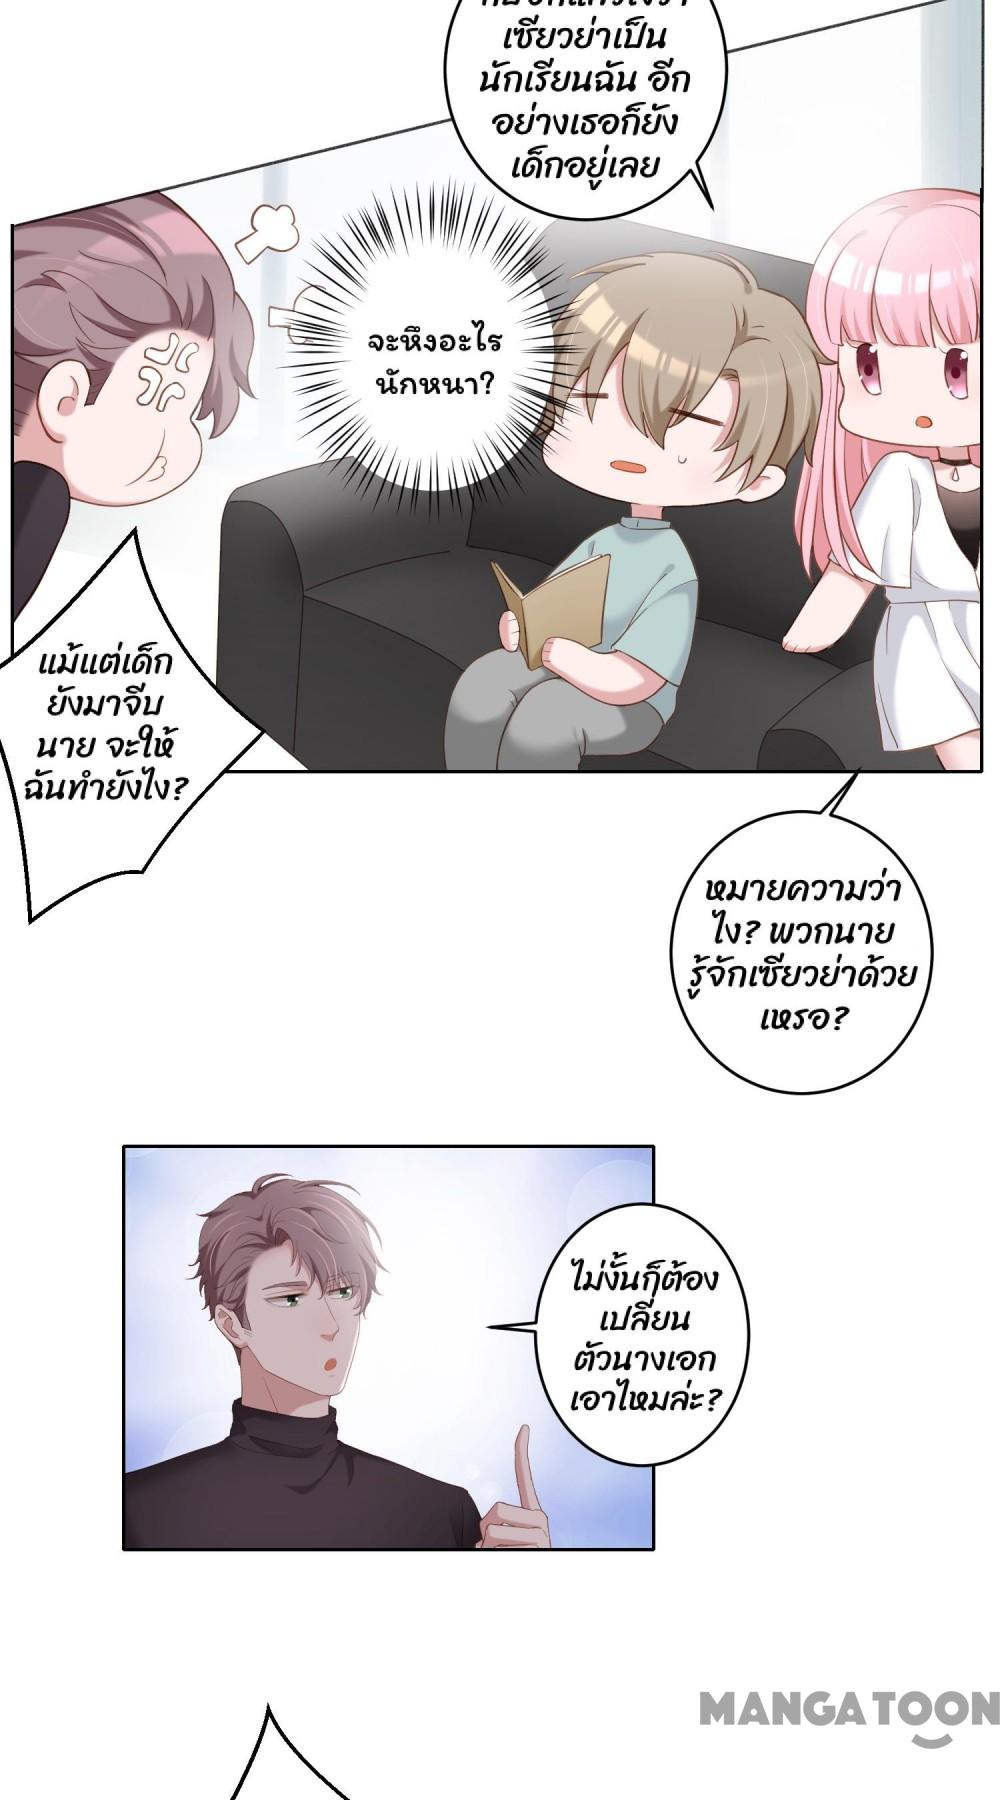 เซียวย่าเป็น
นักเรียนฉัน อีก
อย่างเธอก็ยัง
เด็กอยู่เลย
จะหึงอะไร
นักหนา?
แม้แต่เด็ก
ยังมาจีบ
นาย จะให้
ฉันทำยังไง?
หมายความว่า
ไง? พวกนาย
รู้จักเซียวย่าด้วย
เหรอ?
ไม่งั้นก็ต้อง
เปลี่ยน
ตัวนางเอก
เอาไหมล่ะ?
MANGATOON